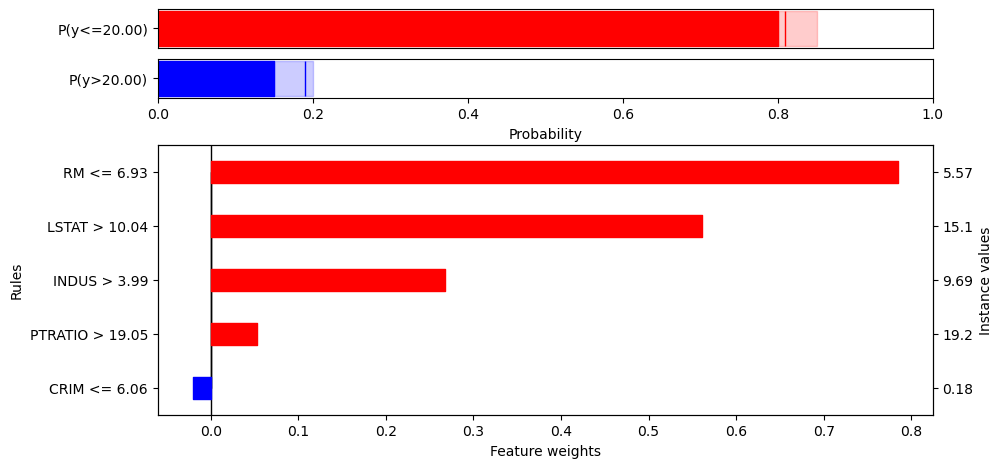 P(y<=20.00)
P(y>20.00)
0.0 0.2 0.4 0.6 0.8 1.0
Probability
RM <= 6.93 5.57
LSTAT > 10.04 15.1
INDUS > 3.99 9.69
PTRATIO > 19.05 19.2
CRIM <= 6.06 0.18
Rules
Instance values
0.0 0.1 0.2 0.3 0.4 0.5 0.6 0.7 0.8
Feature weights